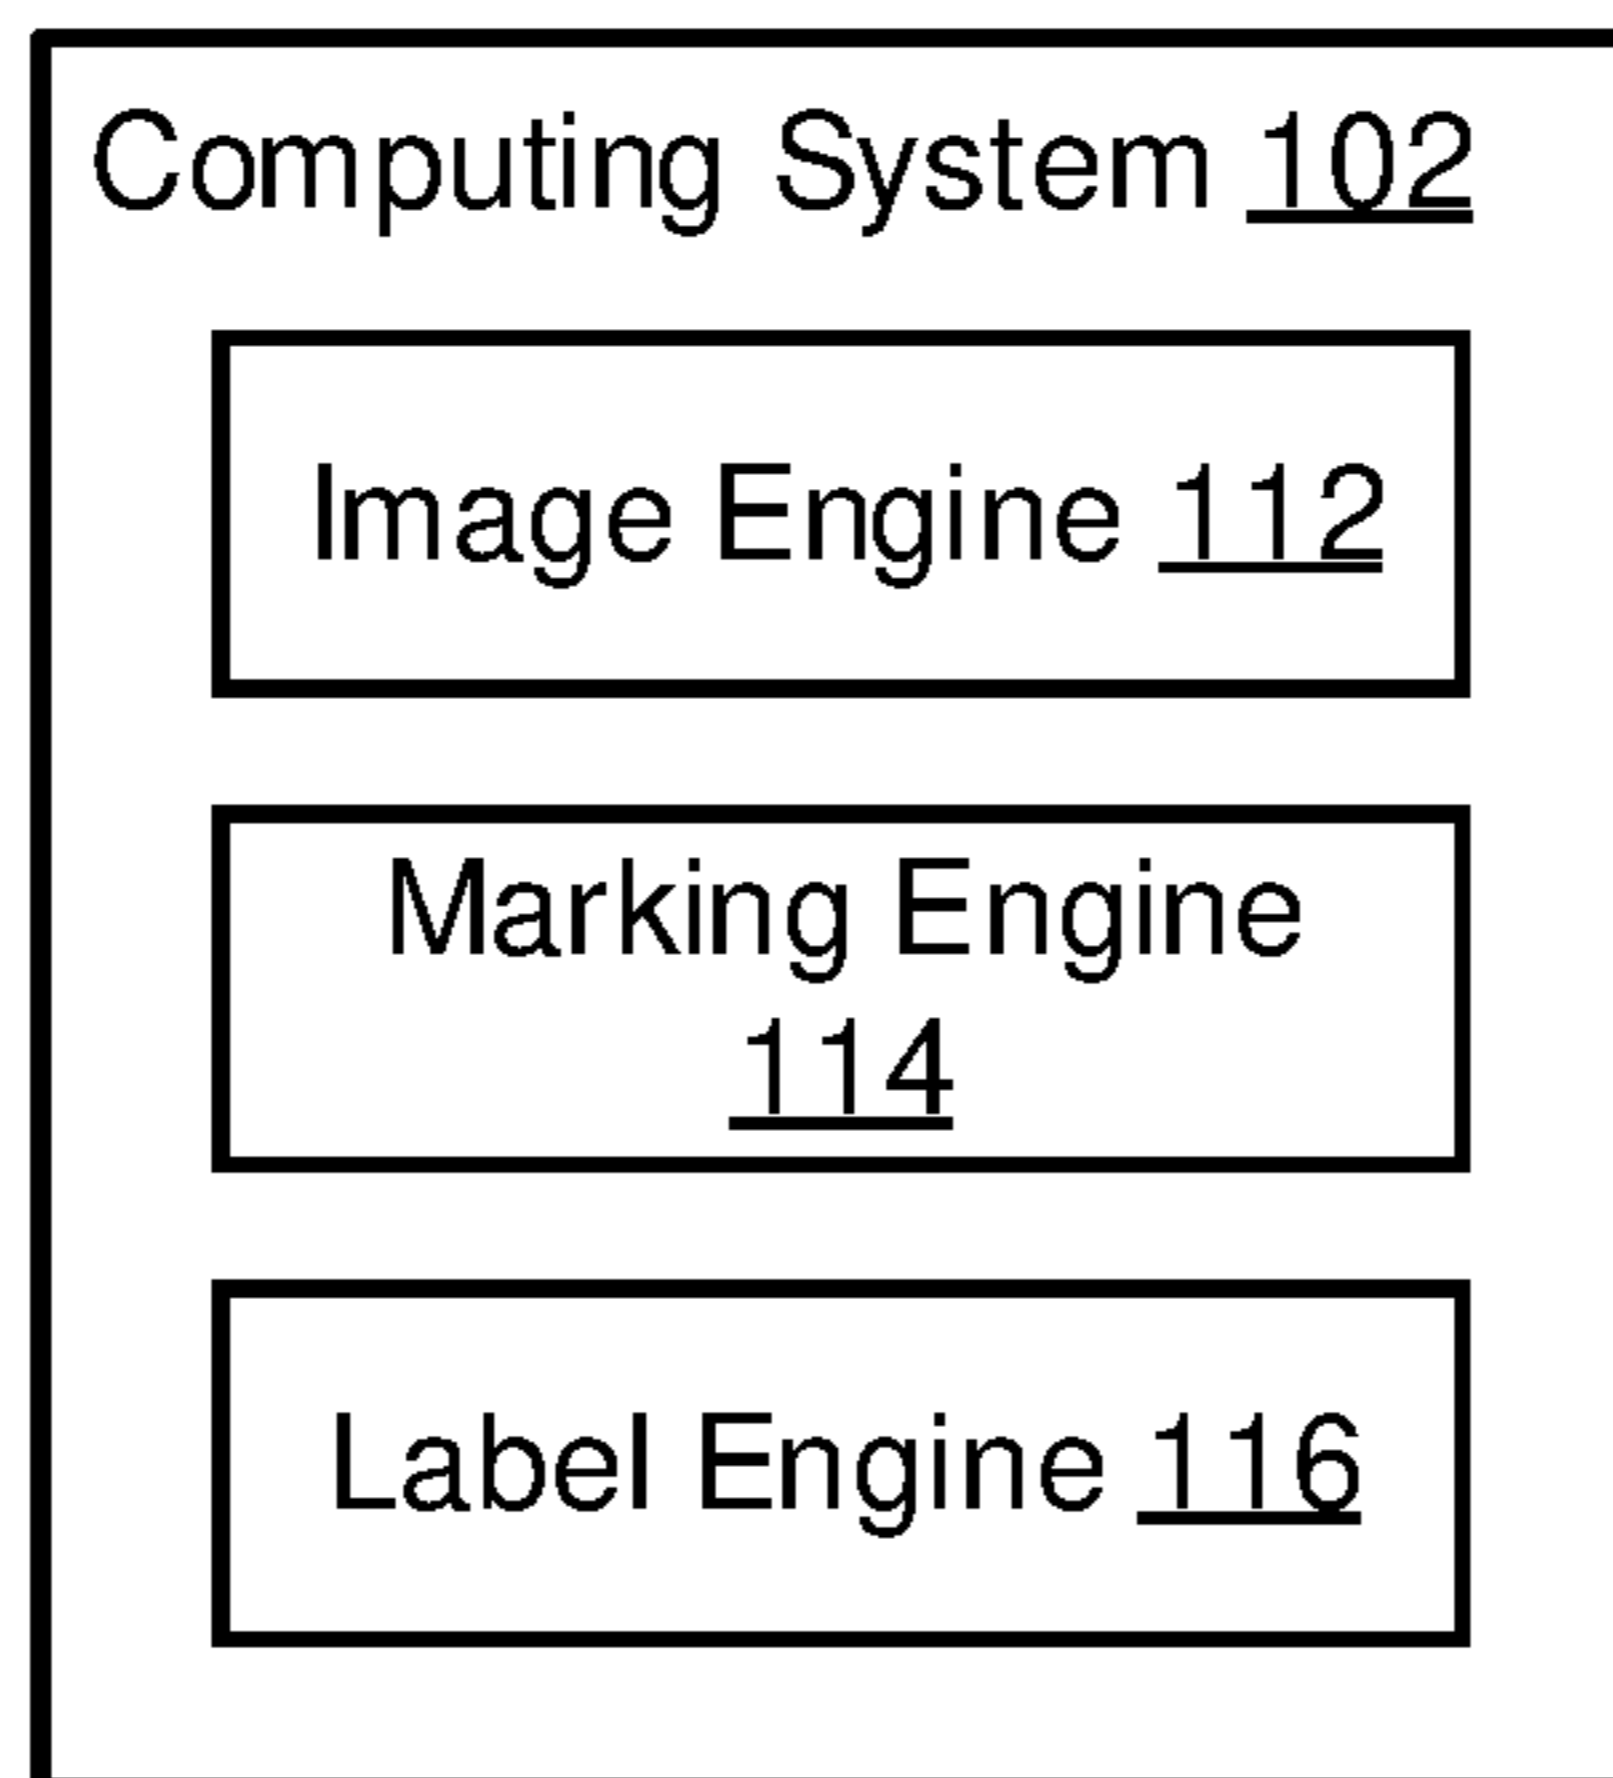 Computing System 102
Image Engine 112
Marking Engine
114
Label Engine 116